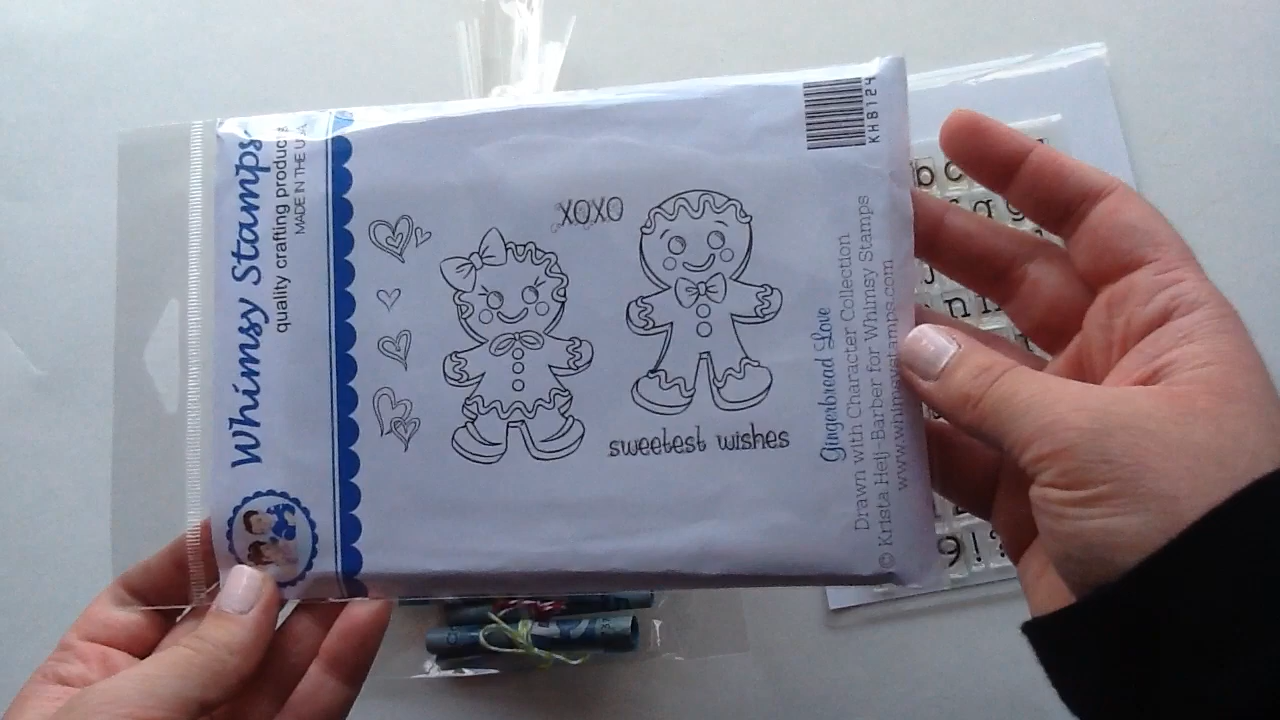 Whimsy Stamps
quality crafting products
MADE IN THE U.S.A.
XOXO
sweetest wishes
KHB124
Gingerbread Love
Drawn with Character Collection
© Krista Heij-Barber for Whimsy Stamps
www.whimsystamps.com
b c
f g g
j
n
9!?